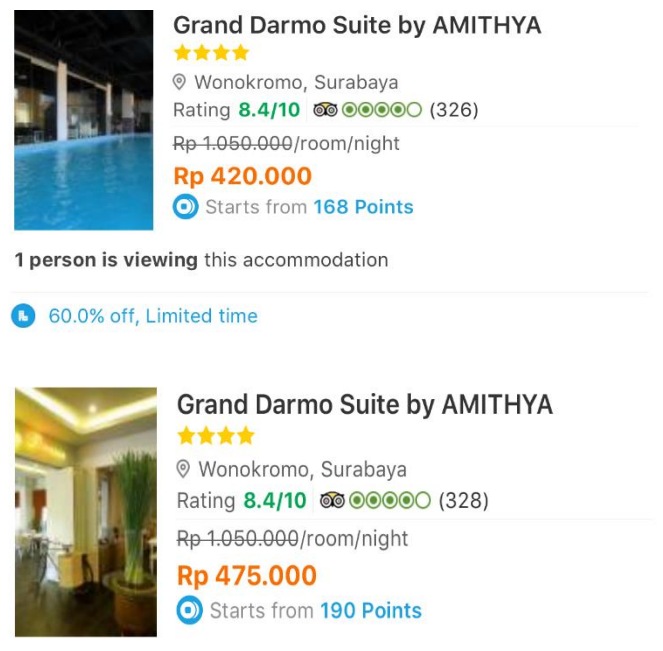 Grand Darmo Suite by AMITHYA
Wonokromo, Surabaya
Rating 8.4/10 (326)
Rp 1.050.000/room/night
Rp 420.000
Starts from 168 Points
1 person is viewing this accommodation
60.0% off, Limited time
Grand Darmo Suite by AMITHYA
Wonokromo, Surabaya
Rating 8.4/10 (328)
Rp 1.050.000/room/night
Rp 475.000
Starts from 190 Points